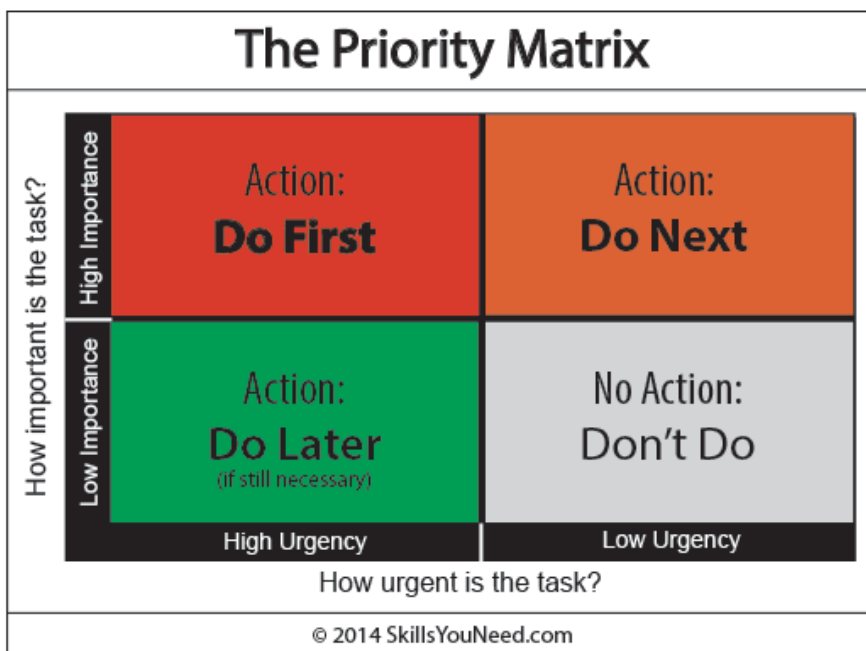 The Priority Matrix
How important is the task?
High Importance
Action:
Do First
Action:
Do Next
Low Importance
Action:
Do Later
(if still necessary)
No Action:
Don't Do
High Urgency
Low Urgency
How urgent is the task?
© 2014 SkillsYouNeed.com